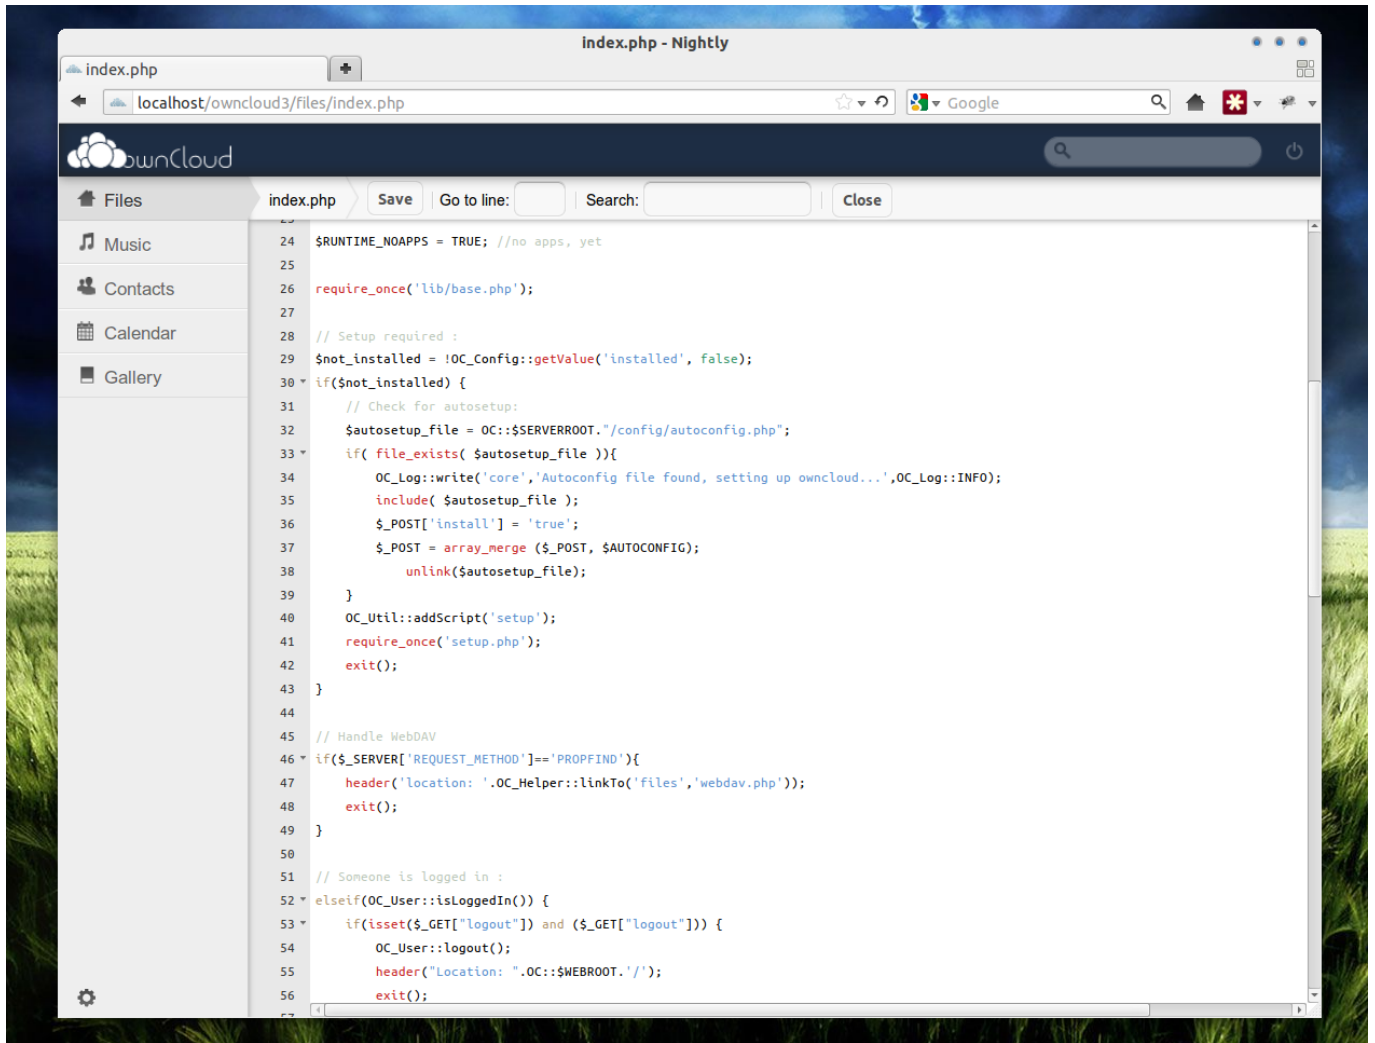 index.php - Nightly
index.php
localhost/owncloud3/files/index.php
Google
ownCloud
Files
index.php
Save
Go to line:
Search:
Close
Music
Contacts
Calendar
Gallery
23
24 $RUNTIME_NOAPPS = TRUE; //no apps, yet
25
26 require_once('lib/base.php');
27
28 // Setup required :
29 $not_installed = !OC_Config::getValue('installed', false);
30 if($not_installed) {
31 // Check for autosetup:
32 $autosetup_file = OC::$SERVERROOT."/config/autoconfig.php";
33 if( file_exists( $autosetup_file )){
34 OC_Log::write('core','Autoconfig file found, setting up owncloud...',OC_Log::INFO);
35 include( $autosetup_file );
36 $_POST['install'] = 'true';
37 $_POST = array_merge ($_POST, $AUTOCONFIG);
38 unlink($autosetup_file);
39 }
40 OC_Util::addScript('setup');
41 require_once('setup.php');
42 exit();
43 }
44
45 // Handle WebDAV
46 if($_SERVER['REQUEST_METHOD']=='PROPFIND'){
47 header('location: '.OC_Helper::linkTo('files','webdav.php'));
48 exit();
49 }
50
51 // Someone is logged in :
52 elseif(OC_User::isLoggedIn()) {
53 if(isset($_GET["logout"]) and ($_GET["logout"])) {
54 OC_User::logout();
55 header("Location: ".OC::$WEBROOT.'/');
56 exit();
57